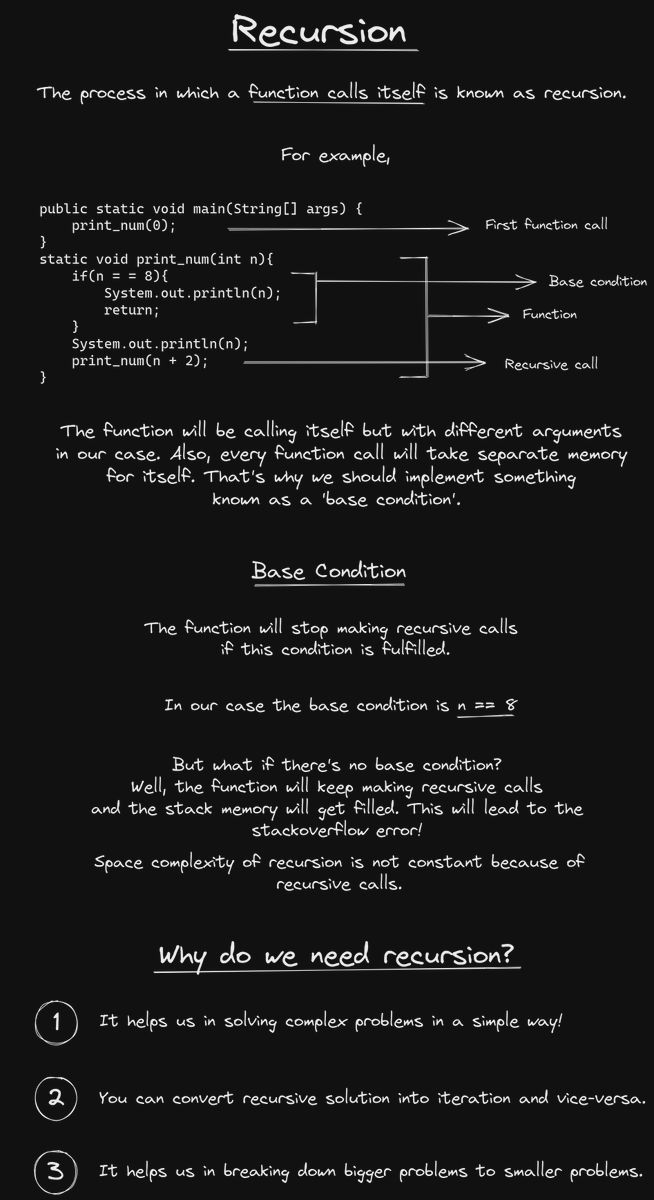 Recursion
The process in which a function calls itself is known as recursion.
For example,
public static void main(String[] args) {
print_num(0);
First function call
}
static void print_num(int n){
if(n = = 8){
Base condition
System.out.println(n);
return;
Function
}
System.out.println(n);
print_num(n + 2);
Recursive call
}
The function will be calling itself but with different arguments
in our case. Also, every function call will take separate memory
for itself. That's why we should implement something
known as a 'base condition'.
Base Condition
The function will stop making recursive calls
if this condition is fulfilled.
In our case the base condition is n == 8
But what if there's no base condition?
Well, the function will keep making recursive calls
and the stack memory will get filled. This will lead to the
stackoverflow error!
Space complexity of recursion is not constant because of
recursive calls.
Why do we need recursion?
1 It helps us in solving complex problems in a simple way!
2 You can convert recursive solution into iteration and vice-versa.
3 It helps us in breaking down bigger problems to smaller problems.